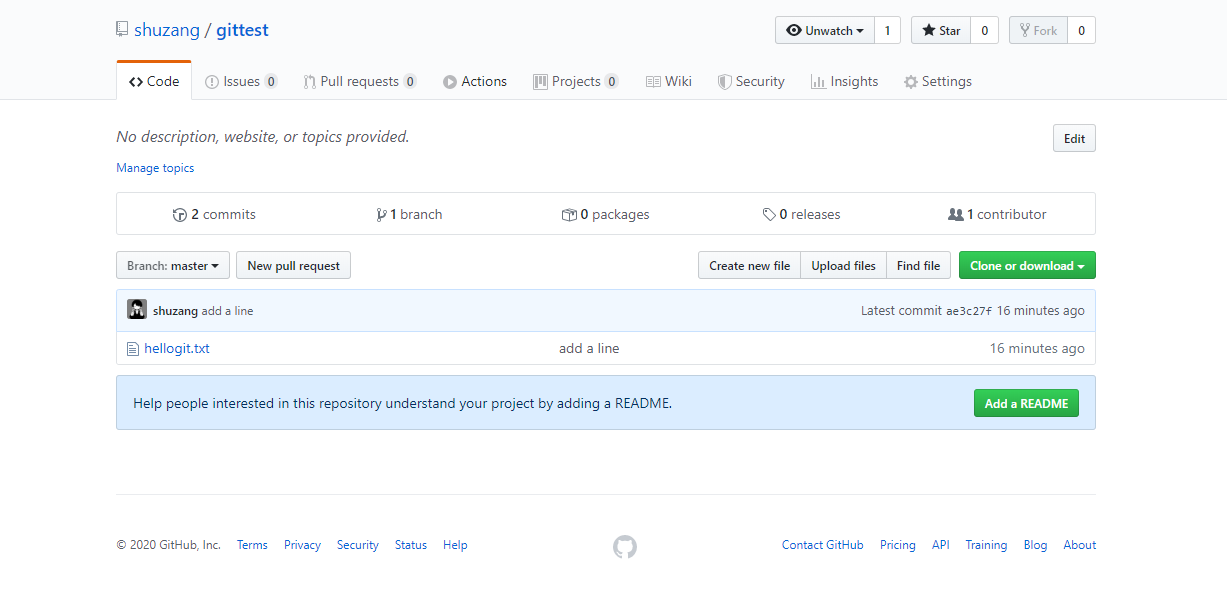 shuzang / gittest Unwatch 1 Star 0 Fork 0
Code Issues 0 Pull requests 0 Actions Projects 0 Wiki Security Insights Settings
No description, website, or topics provided. Edit
Manage topics
2 commits 1 branch 0 packages 0 releases 1 contributor
Branch: master New pull request Create new file Upload files Find file Clone or download
shuzang add a line Latest commit ae3c27f 16 minutes ago
hellogit.txt add a line 16 minutes ago
Help people interested in this repository understand your project by adding a README. Add a README
© 2020 GitHub, Inc. Terms Privacy Security Status Help Contact GitHub Pricing API Training Blog About